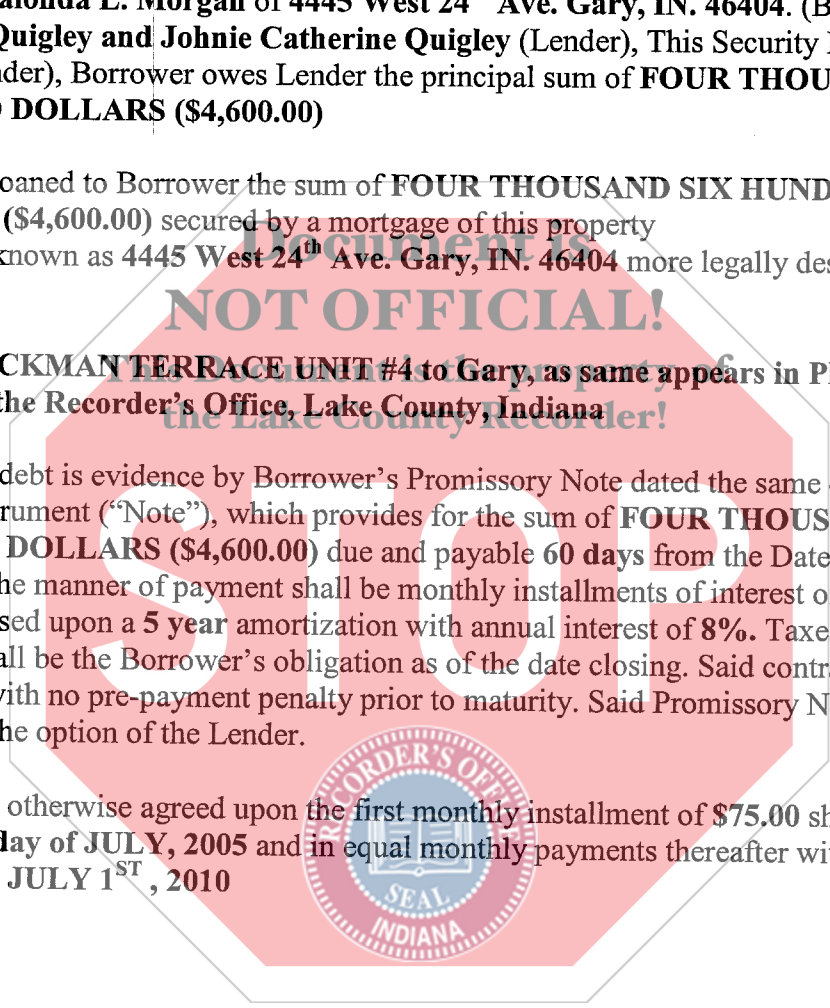 L. Morgan of 4445 West 24 Ave. Gary, IN. 46404. (B
Quigley and Johnie Catherine Quigley (Lender), This Security
der), Borrower owes Lender the principal sum of FOUR THOU
DOLLARS ($4,600.00)
oaned to Borrower the sum of FOUR THOUSAND SIX HUND
($4,600.00) secured by a mortgage of this property
known as 4445 West 24th Ave. Gary, IN. 46404 more legally des
Document is
NOT OFFICIAL!
This Document is the property of
the Lake County Recorder!
CKMAN TERRACE UNIT #4 to Gary, as same appears in Pl
the Recorder's Office, Lake County, Indiana
debt is evidence by Borrower's Promissory Note dated the same
rument ("Note"), which provides for the sum of FOUR THOUS
DOLLARS ($4,600.00) due and payable 60 days from the Date
he manner of payment shall be monthly installments of interest o
sed upon a 5 year amortization with annual interest of 8%. Taxe
all be the Borrower's obligation as of the date closing. Said contr
with no pre-payment penalty prior to maturity. Said Promissory N
he option of the Lender.
STOP
otherwise agreed upon the first monthly installment of $75.00 sh
day of JULY, 2005 and in equal monthly payments thereafter wi
JULY 1ST , 2010
RECORDER'S OFFICE
SEAL
INDIANA